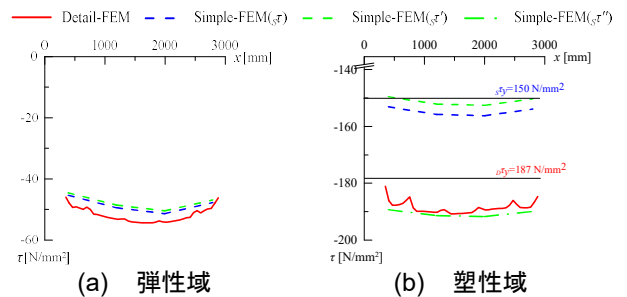 Detail-FEM Simple-FEM(Sτ) Simple-FEM(Sτ′) Simple-FEM(Sτ″)
0 1000 2000 3000
x [mm]
0
-20
-40
-60
τ [N/mm²]
(a) 弾性域
0 1000 2000 3000
x [mm]
-140
-160
-180
-200
Sτy=150 N/mm²
Dτy=187 N/mm²
τ [N/mm²]
(b) 塑性域